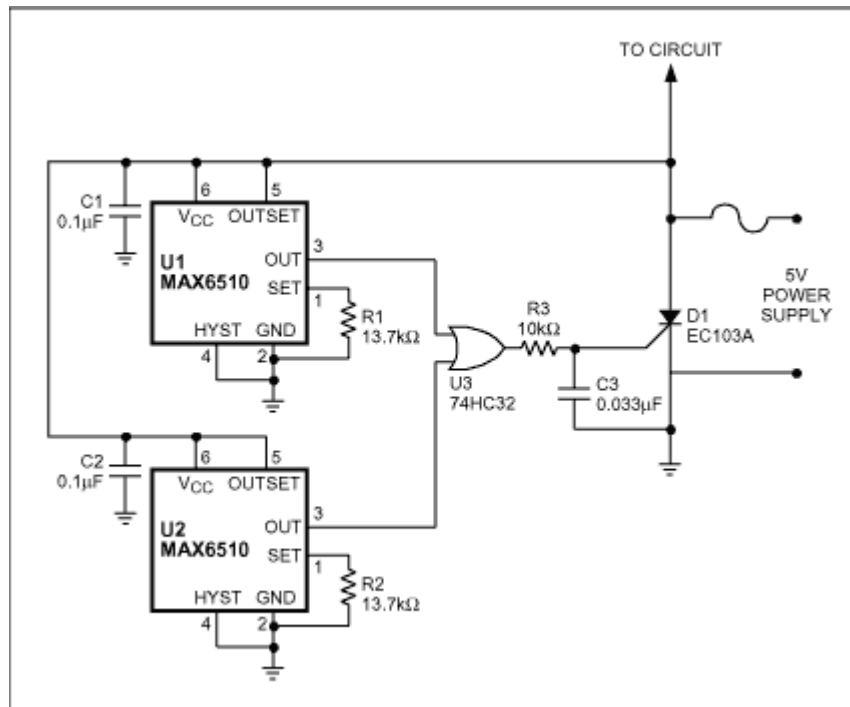 TO CIRCUIT
C1
0.1μF
6
5
VCC
OUTSET
U1
MAX6510
OUT
3
SET
1
HYST
GND
4
2
R1
13.7kΩ
5V
POWER
SUPPLY
R3
10kΩ
D1
EC103A
U3
74HC32
C3
0.033μF
C2
0.1μF
6
5
VCC
OUTSET
U2
MAX6510
OUT
3
SET
1
HYST
GND
4
2
R2
13.7kΩ